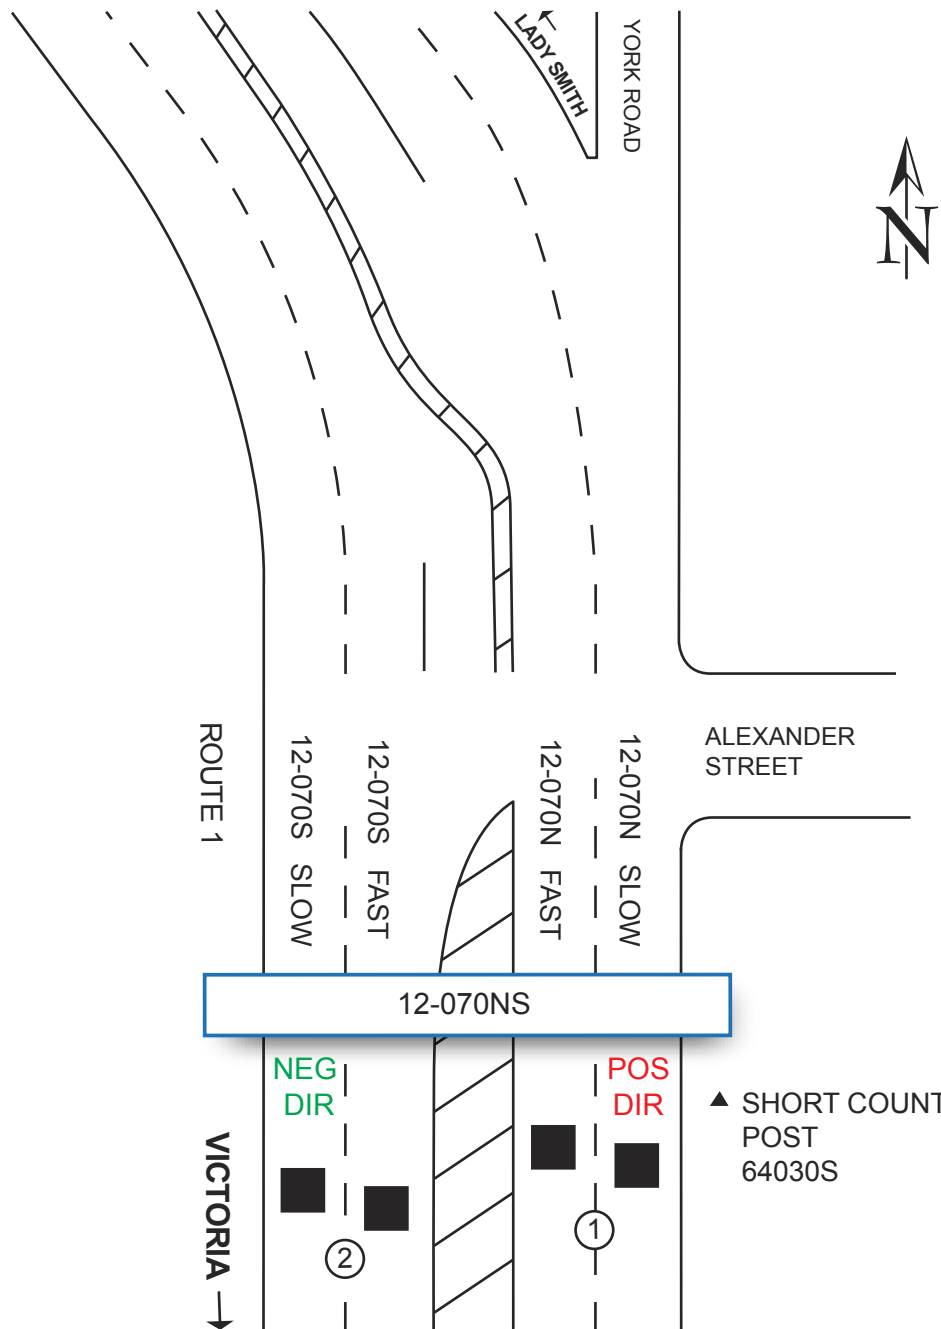 LADY SMITH
YORK ROAD
N
ROUTE 1
12-070S SLOW
12-070S FAST
12-070N FAST
12-070N SLOW
ALEXANDER
STREET
12-070NS
NEG
DIR
POS
DIR
SHORT COUNT
POST
64030S
VICTORIA
1
2